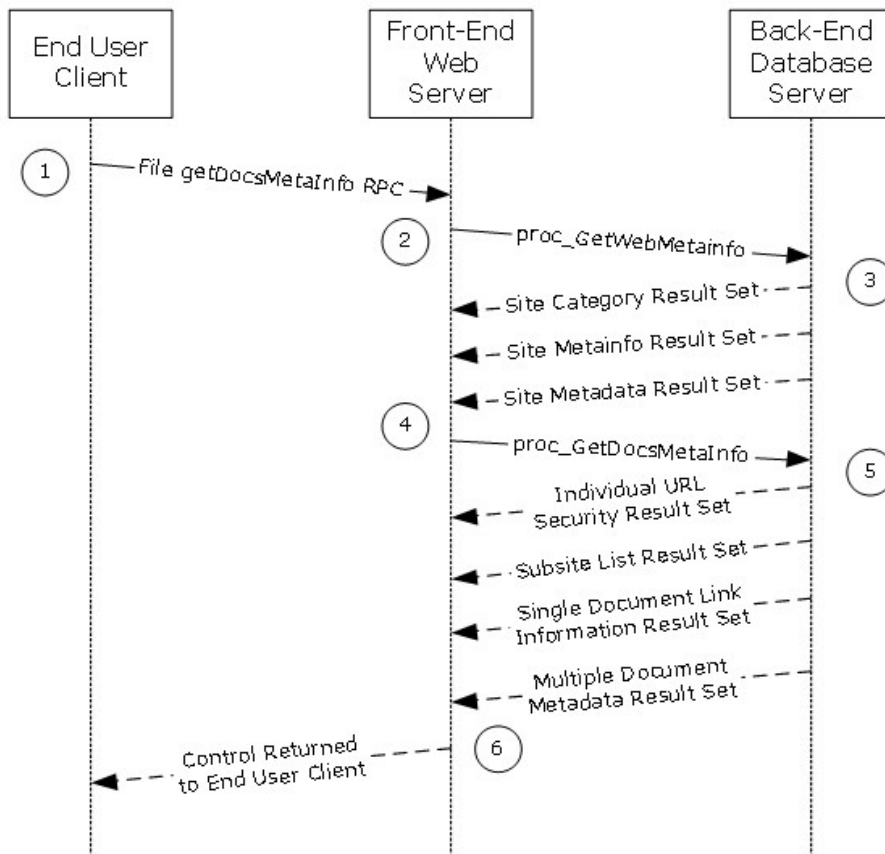 End User
Client
Front-End
Web
Server
Back-End
Database
Server
1
File getDocsMetaInfo RPC
2
proc_GetWebMetainfo
3
Site Category Result Set
Site Metainfo Result Set
Site Metadata Result Set
4
proc_GetDocsMetaInfo
5
Individual URL
Security Result Set
Subsite List Result Set
Single Document Link
Information Result Set
Multiple Document
Metadata Result Set
6
Control Returned
to End User Client